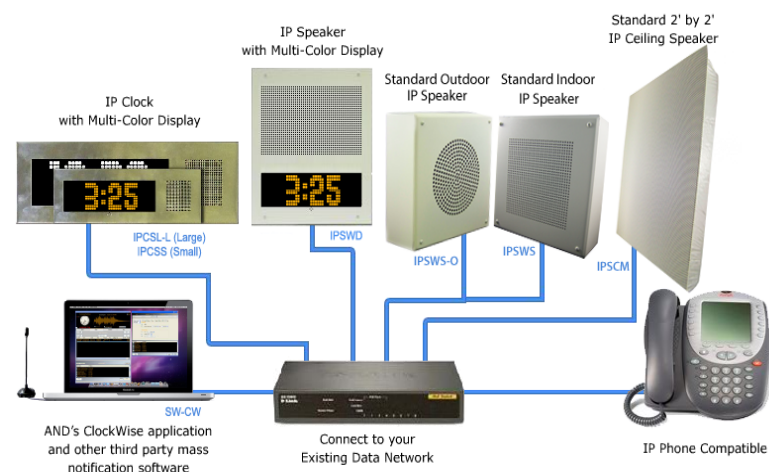 Standard 2' by 2'
IP Ceiling Speaker
IP Speaker
with Multi-Color Display
Standard Outdoor
IP Speaker
Standard Indoor
IP Speaker
IP Clock
with Multi-Color Display
3:25
3:25
IPCSL-L (Large)
IPCSS (Small)
IPSWD
IPSWS-O
IPSWS
IPSCM
SW-CW
AND's ClockWise application
and other third party mass
notification software
Connect to your
Existing Data Network
IP Phone Compatible